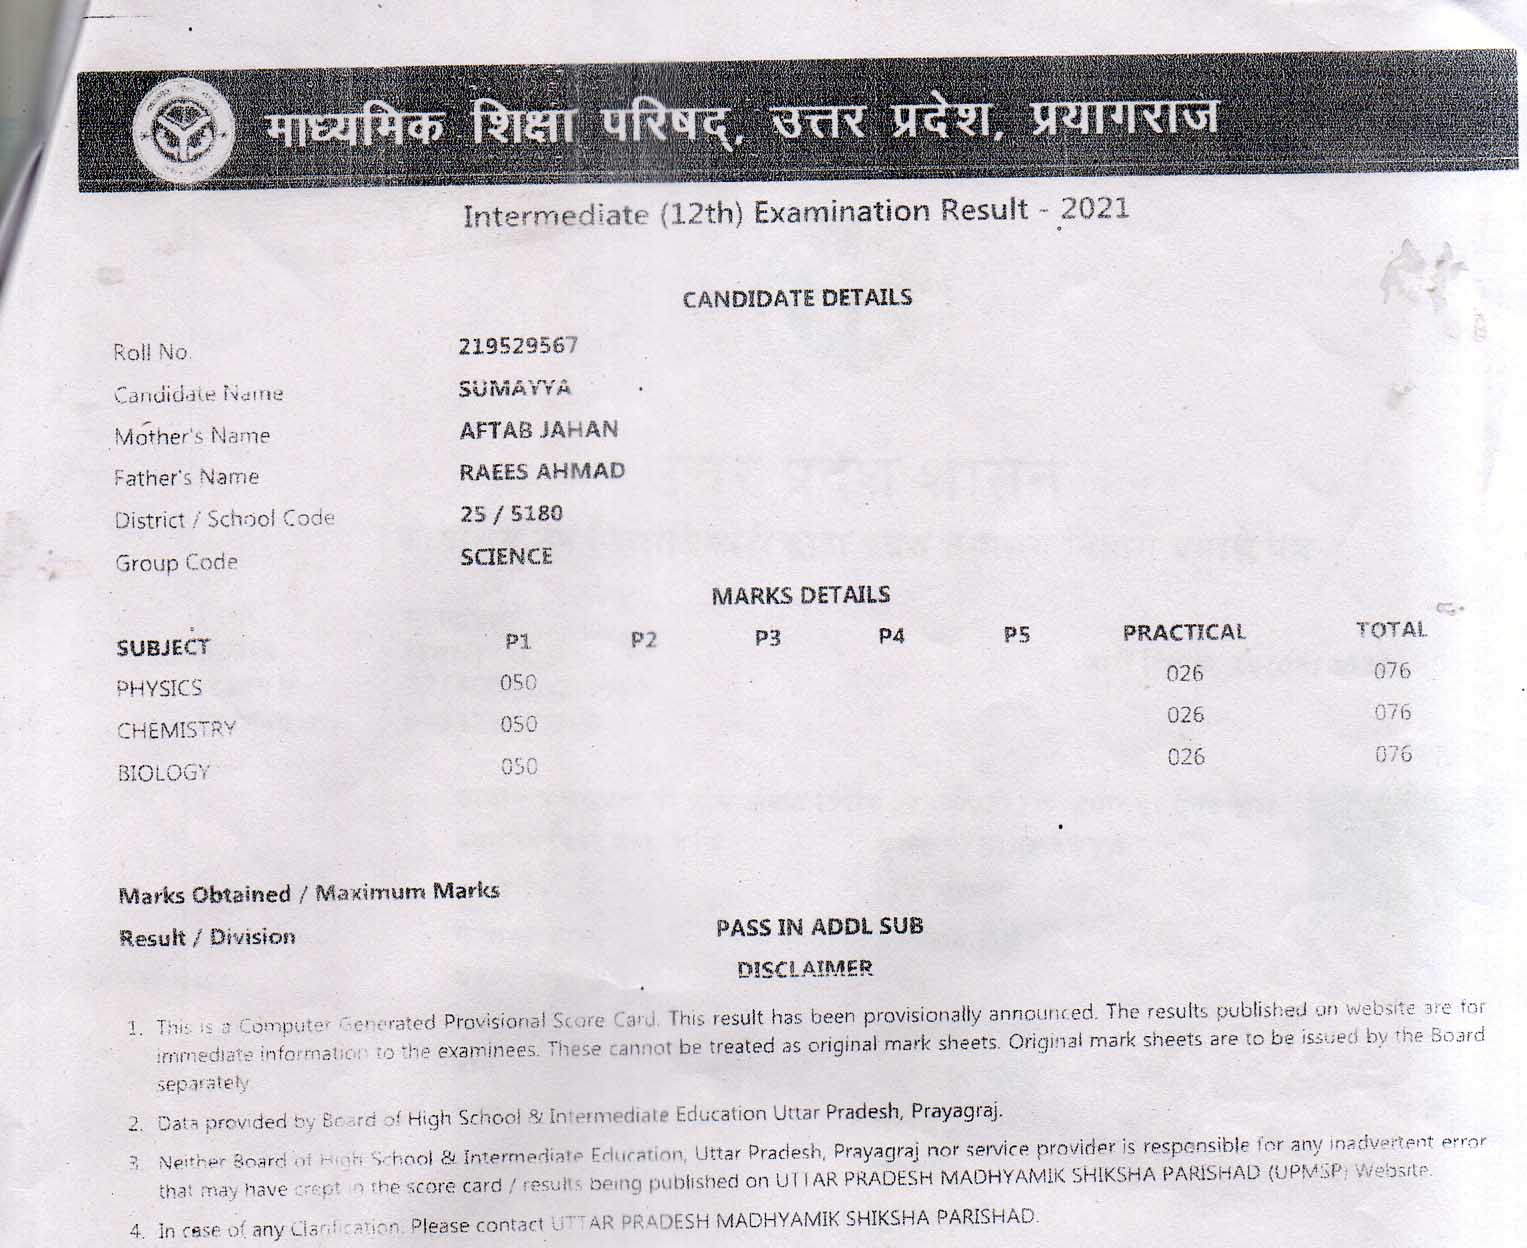 माध्यमिक शिक्षा परिषद्, उत्तर प्रदेश, प्रयागराज
Intermediate (12th) Examination Result - 2021
CANDIDATE DETAILS
Roll No. 219529567
Candidate Name SUMAYYA
Mother's Name AFTAB JAHAN
Father's Name RAEES AHMAD
District / School Code 25 / 5180
Group Code SCIENCE
MARKS DETAILS
SUBJECT P1 P2 P3 P4 P5 PRACTICAL TOTAL
PHYSICS 050 026 076
CHEMISTRY 050 026 076
BIOLOGY 050 026 076
Marks Obtained / Maximum Marks
Result / Division PASS IN ADDL SUB
DISCLAIMER
1. This is a Computer Generated Provisional Score Card. This result has been provisionally announced. The results published on website are for
immediate information to the examinees. These cannot be treated as original mark sheets. Original mark sheets are to be issued by the Board
separately
2. Data provided by Board of High School & Intermediate Education Uttar Pradesh, Prayagraj.
3. Neither Board of High School & Intermediate Education, Uttar Pradesh, Prayagraj nor service provider is responsible for any inadvertent error
that may have crept in the score card / results being published on UTTAR PRADESH MADHYAMIK SHIKSHA PARISHAD (UPMSP) Website.
4. In case of any Clarification, Please contact UTTAR PRADESH MADHYAMIK SHIKSHA PARISHAD.